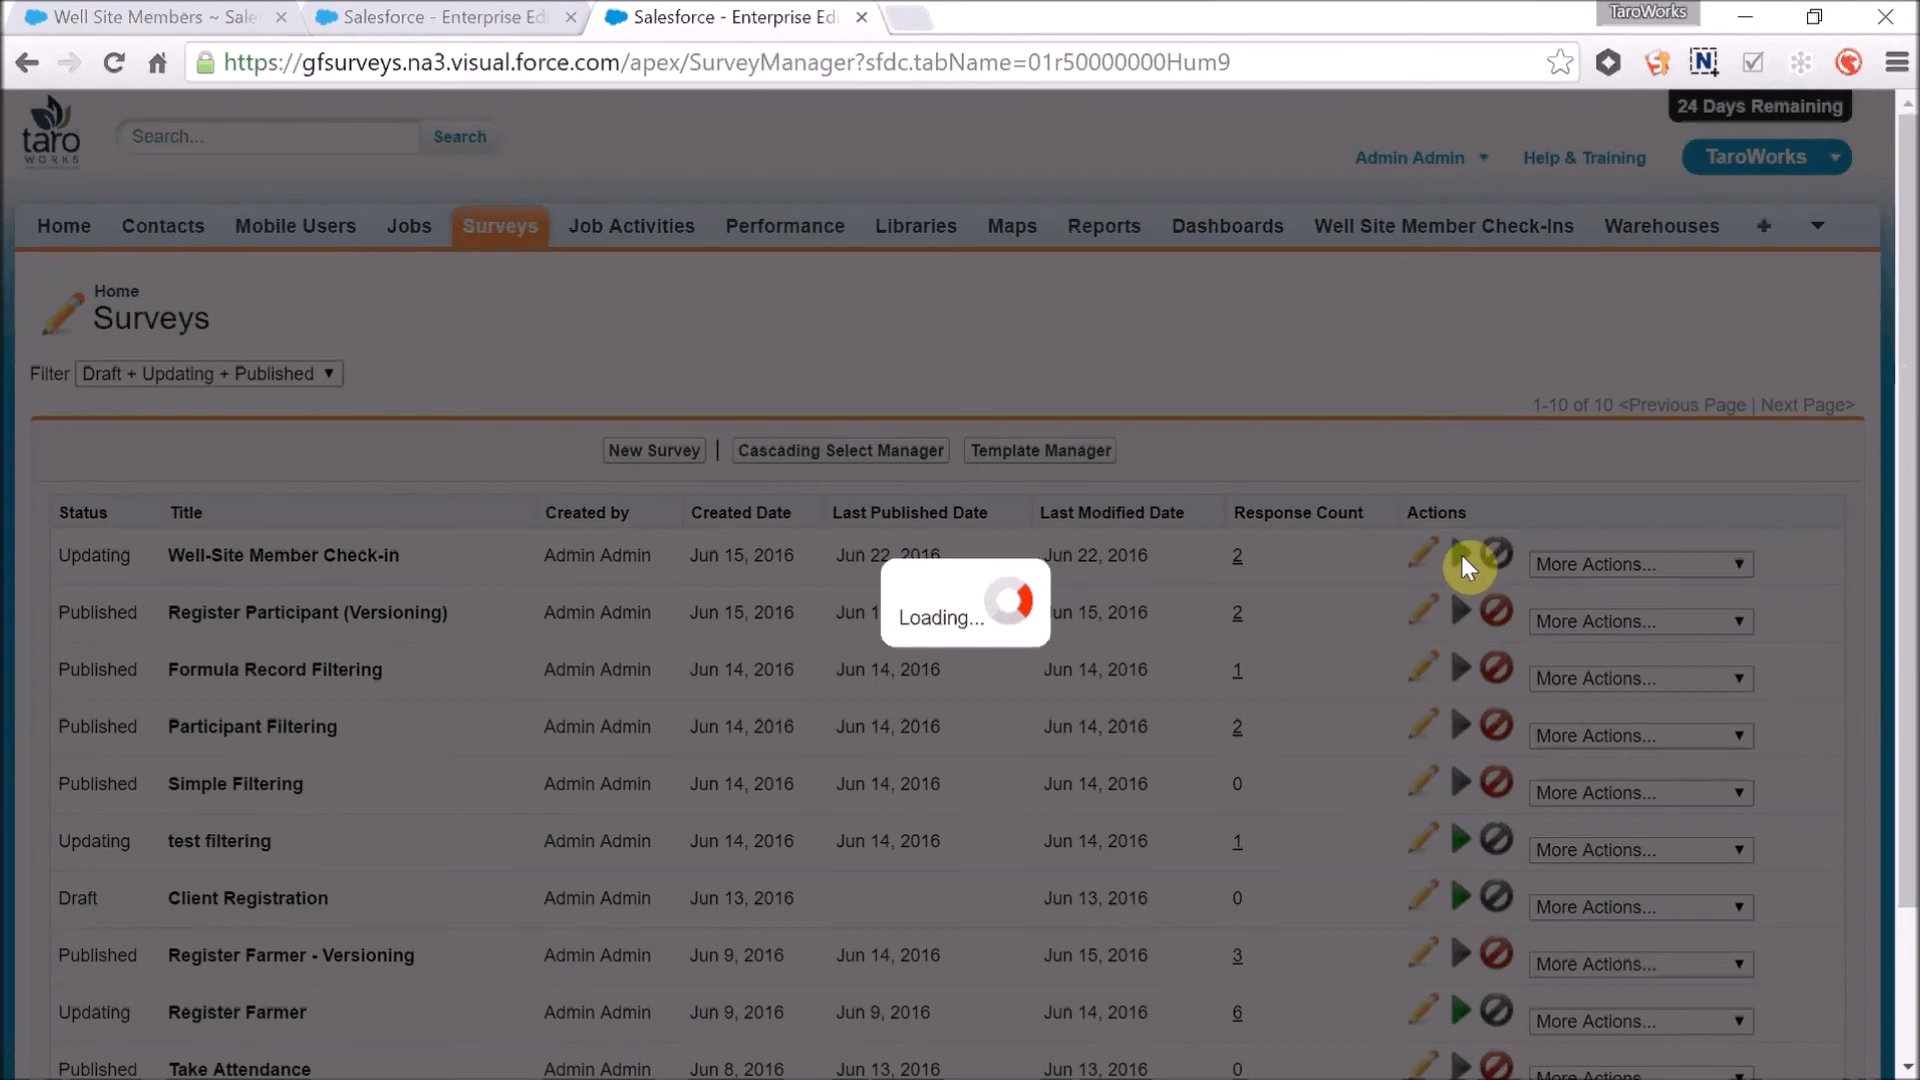 Well Site Members ~ Sale
Salesforce - Enterprise Edi
Salesforce - Enterprise Edi
TaroWorks
https://gfsurveys.na3.visual.force.com/apex/SurveyManager?sfdc.tabName=01r50000000Hum9
24 Days Remaining
taro
WORKS
Search...
Search
Admin Admin
Help & Training
TaroWorks
Home
Contacts
Mobile Users
Jobs
Surveys
Job Activities
Performance
Libraries
Maps
Reports
Dashboards
Well Site Member Check-Ins
Warehouses
Home
Surveys
Filter Draft + Updating + Published
1-10 of 10 <Previous Page | Next Page>
New Survey | Cascading Select Manager Template Manager
Status Title Created by Created Date Last Published Date Last Modified Date Response Count Actions
Updating Well-Site Member Check-in Admin Admin Jun 15, 2016 Jun 22, 2016 Jun 22, 2016 2 More Actions...
Published Register Participant (Versioning) Admin Admin Jun 15, 2016 Jun 1 un 15, 2016 2 More Actions...
Loading...
Published Formula Record Filtering Admin Admin Jun 14, 2016 Jun 14, 2016 Jun 14, 2016 1 More Actions...
Published Participant Filtering Admin Admin Jun 14, 2016 Jun 14, 2016 Jun 14, 2016 2 More Actions...
Published Simple Filtering Admin Admin Jun 14, 2016 Jun 14, 2016 Jun 14, 2016 0 More Actions...
Updating test filtering Admin Admin Jun 14, 2016 Jun 14, 2016 Jun 14, 2016 1 More Actions...
Draft Client Registration Admin Admin Jun 13, 2016 Jun 13, 2016 0 More Actions...
Published Register Farmer - Versioning Admin Admin Jun 9, 2016 Jun 14, 2016 Jun 15, 2016 3 More Actions...
Updating Register Farmer Admin Admin Jun 9, 2016 Jun 9, 2016 Jun 14, 2016 6 More Actions...
Published Take Attendance Admin Admin Jun 8, 2016 Jun 13, 2016 Jun 13, 2016 0 More Actions...